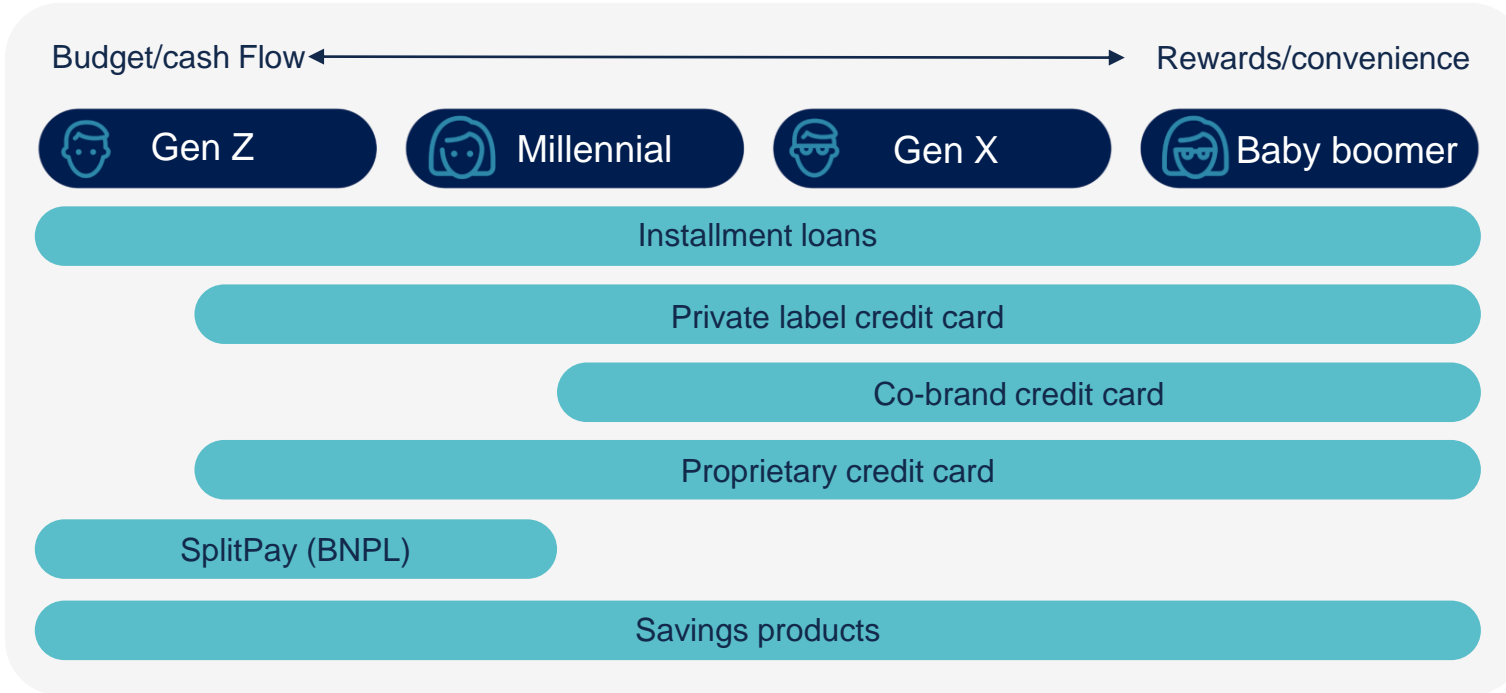 Budget/cash Flow
Rewards/convenience
Gen Z
Millennial
Gen X
Baby boomer
Installment loans
Private label credit card
Co-brand credit card
Proprietary credit card
SplitPay (BNPL)
Savings products